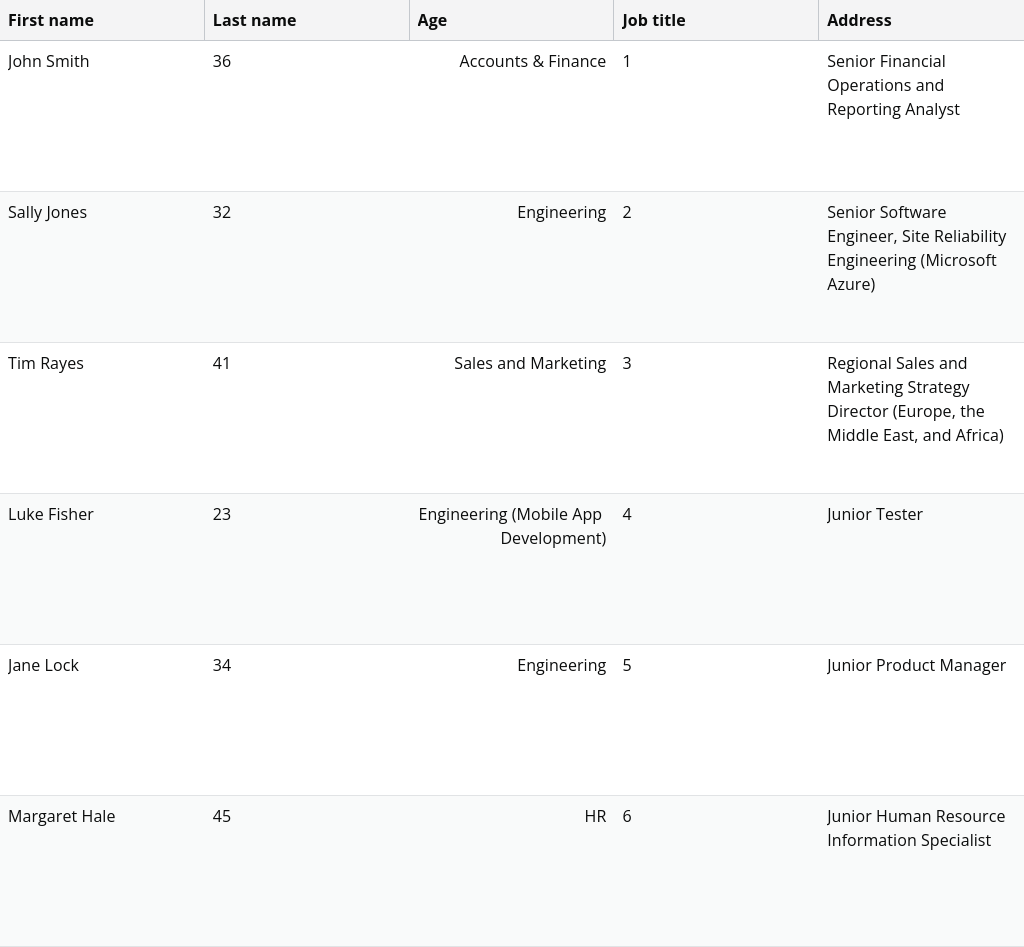 First name Last name Age Job title Address
John Smith 36 Accounts & Finance 1 Senior Financial
Operations and
Reporting Analyst
Sally Jones 32 Engineering 2 Senior Software
Engineer, Site Reliability
Engineering (Microsoft
Azure)
Tim Rayes 41 Sales and Marketing 3 Regional Sales and
Marketing Strategy
Director (Europe, the
Middle East, and Africa)
Luke Fisher 23 Engineering (Mobile App 4 Junior Tester
Development)
Jane Lock 34 Engineering 5 Junior Product Manager
Margaret Hale 45 HR 6 Junior Human Resource
Information Specialist